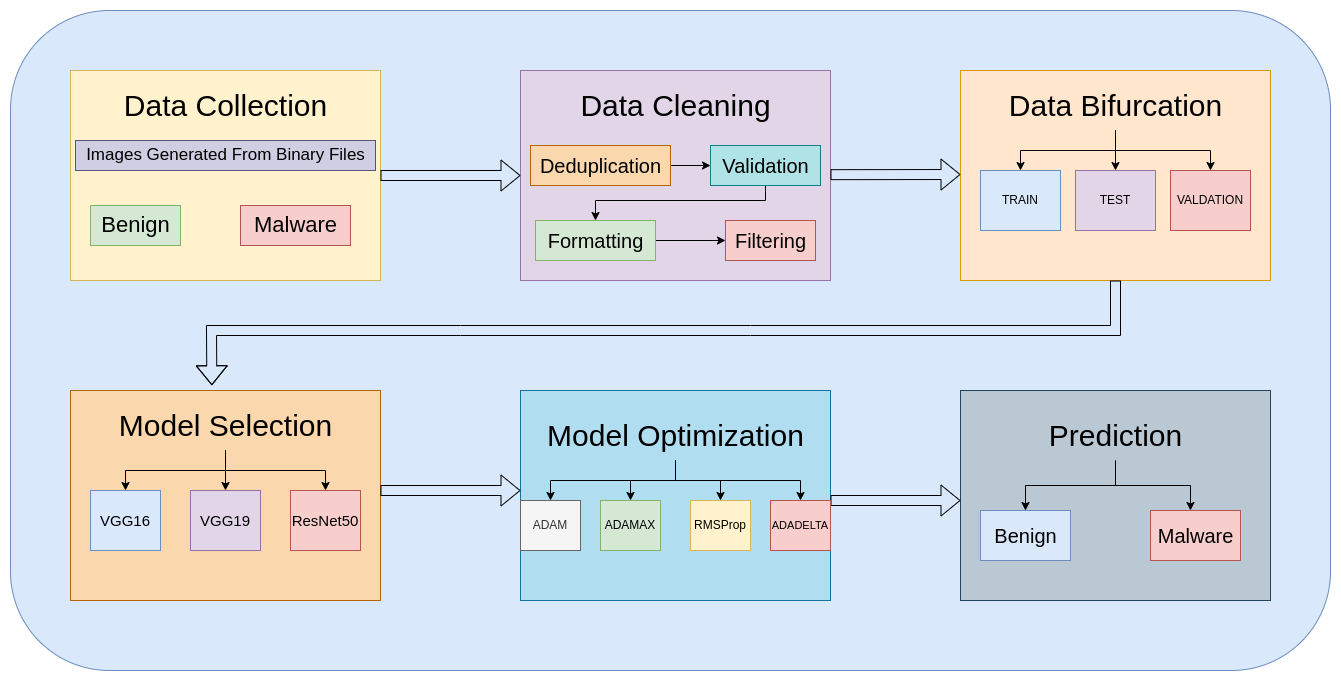 Data Collection
Images Generated From Binary Files
Benign
Malware
Data Cleaning
Deduplication
Validation
Formatting
Filtering
Data Bifurcation
TRAIN
TEST
VALDATION
Model Selection
VGG16
VGG19
ResNet50
Model Optimization
ADAM
ADAMAX
RMSProp
ADADELTA
Prediction
Benign
Malware